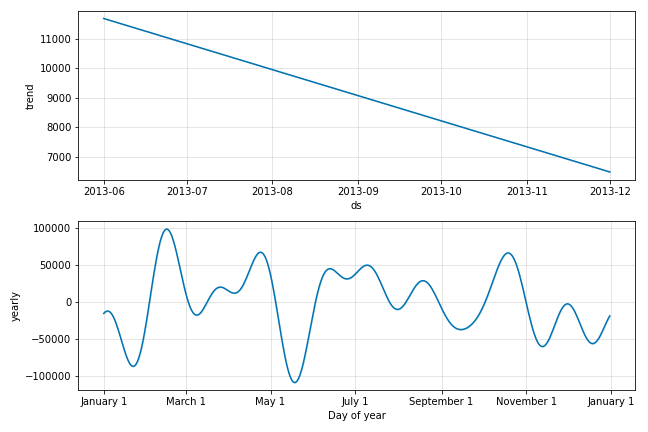 11000
10000
9000
8000
7000
trend
2013-06 2013-07 2013-08 2013-09 2013-10 2013-11 2013-12
ds
100000
50000
0
−50000
−100000
yearly
January 1 March 1 May 1 July 1 September 1 November 1 January 1
Day of year